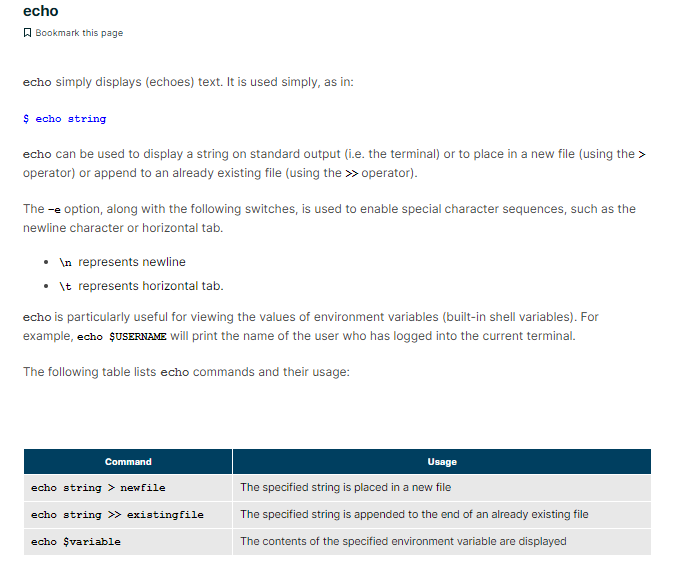 echo
Bookmark this page
echo simply displays (echoes) text. It is used simply, as in:
$ echo string
echo can be used to display a string on standard output (i.e. the terminal) or to place in a new file (using the >
operator) or append to an already existing file (using the >> operator).
The -e option, along with the following switches, is used to enable special character sequences, such as the
newline character or horizontal tab.
• \n represents newline
• \t represents horizontal tab.
echo is particularly useful for viewing the values of environment variables (built-in shell variables). For
example, echo $USERNAME will print the name of the user who has logged into the current terminal.
The following table lists echo commands and their usage:
Command Usage
echo string > newfile The specified string is placed in a new file
echo string >> existingfile The specified string is appended to the end of an already existing file
echo $variable The contents of the specified environment variable are displayed